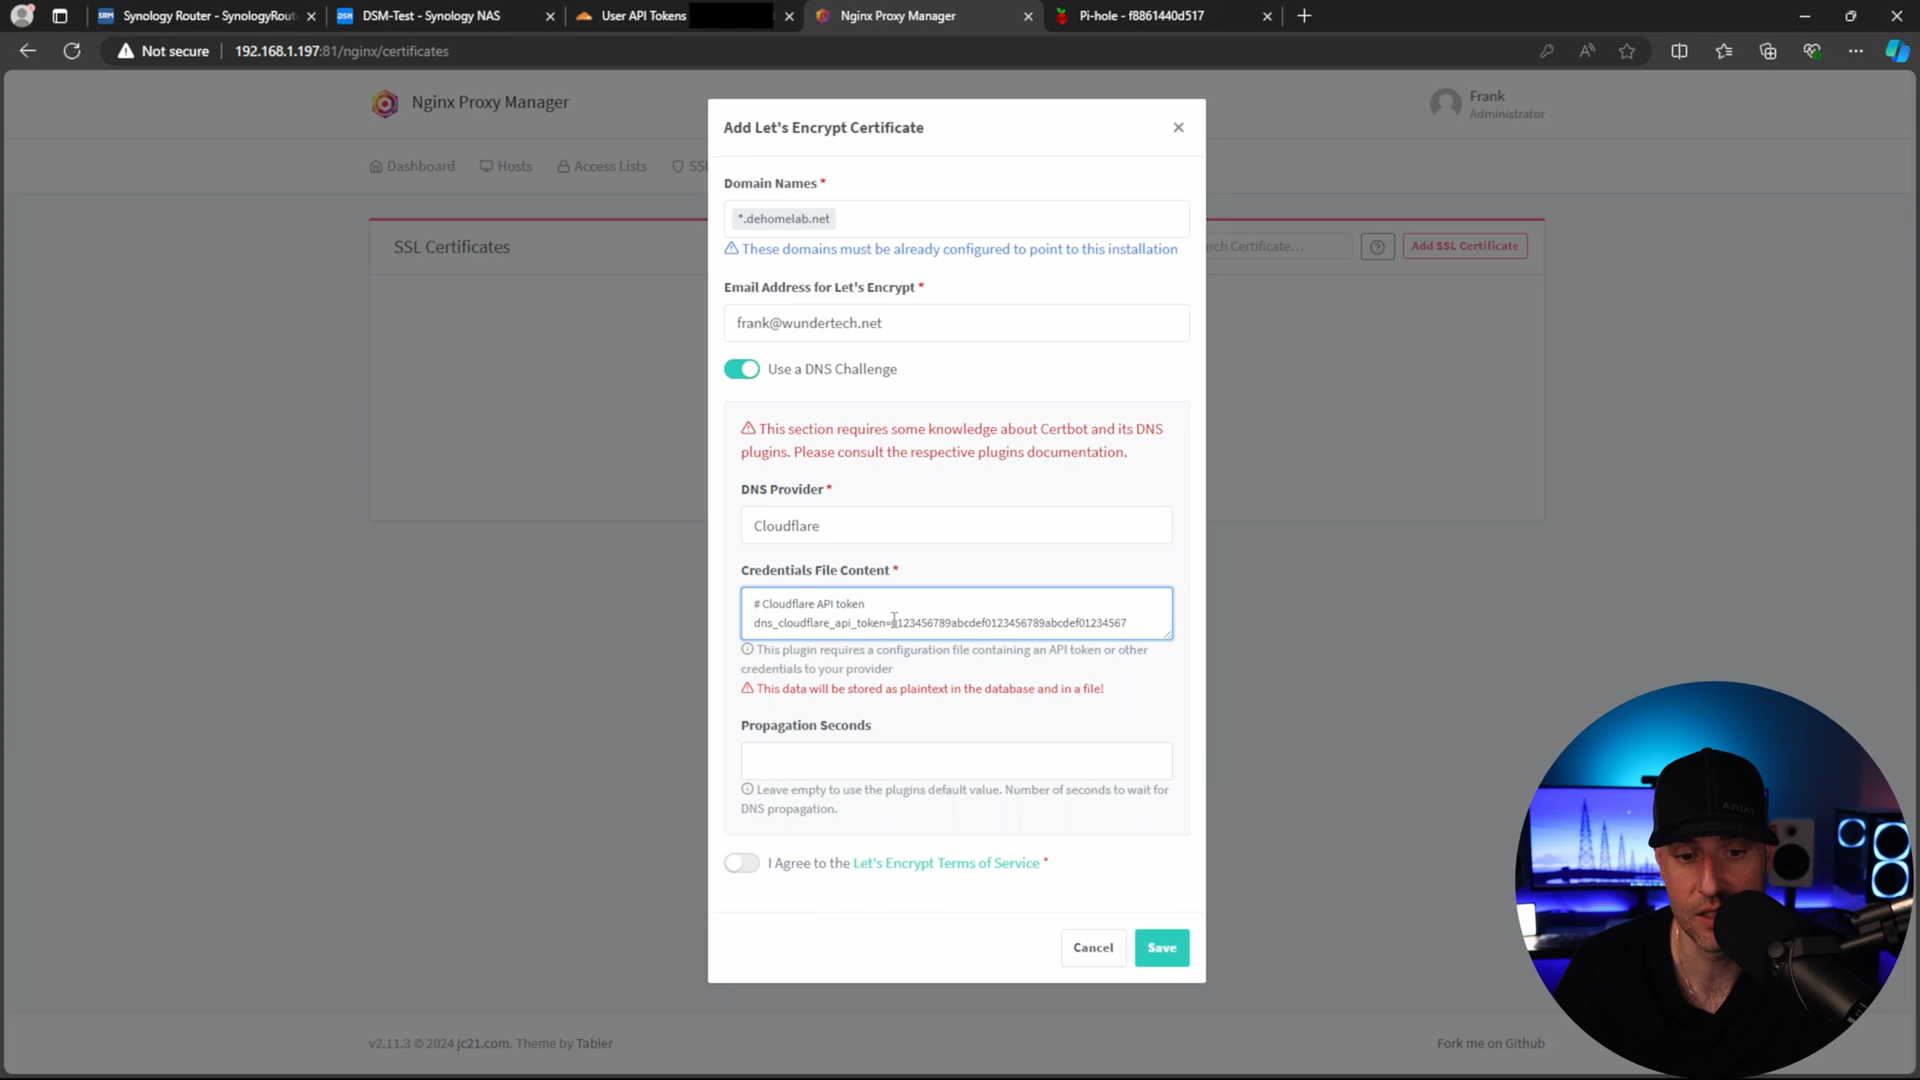 Synology Router - SynologyRout
DSM-Test - Synology NAS
User API Tokens
Nginx Proxy Manager
Pi-hole - f8861440d517
Not secure
192.168.1.197:81/nginx/certificates
Nginx Proxy Manager
Frank
Administrator
Dashboard
Hosts
Access Lists
SSL Certificates
Add SSL Certificate
Add Let's Encrypt Certificate
Domain Names *
*.dehomelab.net
These domains must be already configured to point to this installation
Email Address for Let's Encrypt *
frank@wundertech.net
Use a DNS Challenge
This section requires some knowledge about Certbot and its DNS
plugins. Please consult the respective plugins documentation.
DNS Provider *
Cloudflare
Credentials File Content *
# Cloudflare API token
dns_cloudflare_api_token=0123456789abcdef0123456789abcdef01234567
This plugin requires a configuration file containing an API token or other
credentials to your provider
This data will be stored as plaintext in the database and in a file!
Propagation Seconds
Leave empty to use the plugins default value. Number of seconds to wait for
DNS propagation.
I Agree to the Let's Encrypt Terms of Service *
Cancel
Save
v2.11.3 © 2024 jc21.com. Theme by Tabler
Fork me on Github